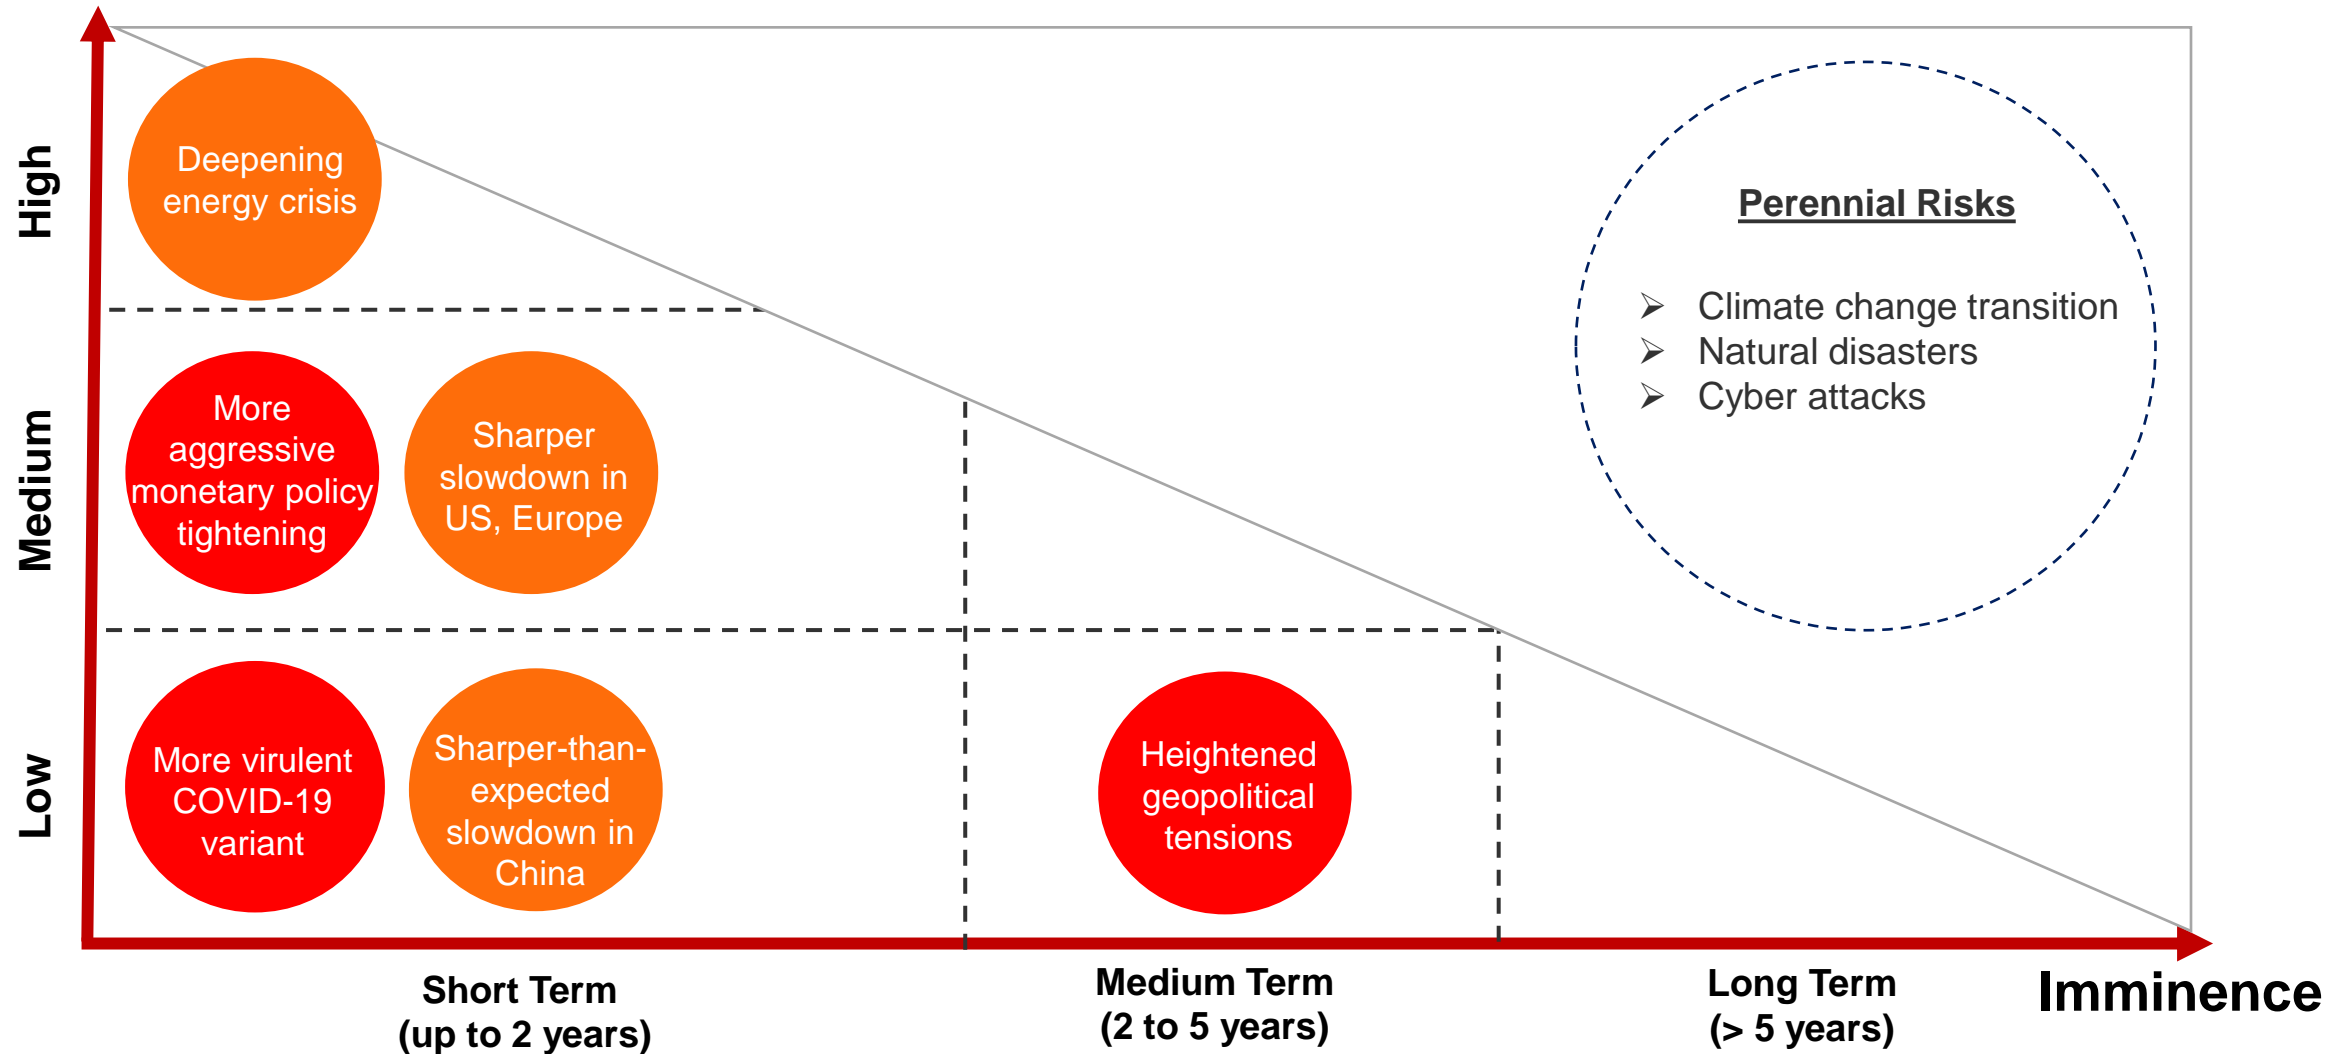 High
Deepening
energy crisis
Perennial Risks
➢ Climate change transition
➢ Natural disasters
➢ Cyber attacks
Medium
More
aggressive
monetary policy
tightening
Sharper
slowdown in
US, Europe
Low
More virulent
COVID-19
variant
Sharper-than-
expected
slowdown in
China
Heightened
geopolitical
tensions
Short Term
(up to 2 years)
Medium Term
(2 to 5 years)
Long Term
(> 5 years)
Imminence